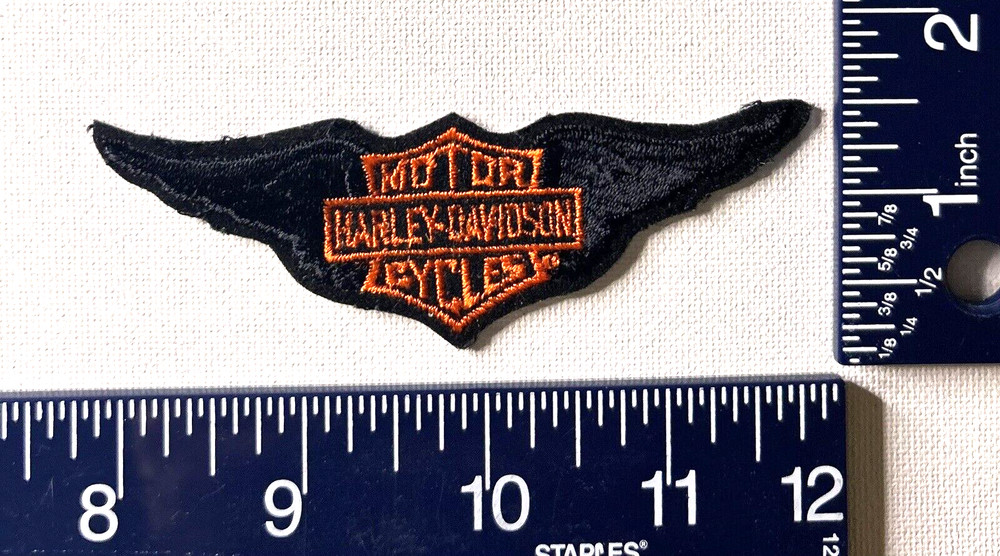 MOTOR
HARLEY-DAVIDSON
CYCLES
2
1 inch
7/8
3/4
5/8
1/2
3/8
1/4
1/8
8 9 10 11 12
STAPLES®
12